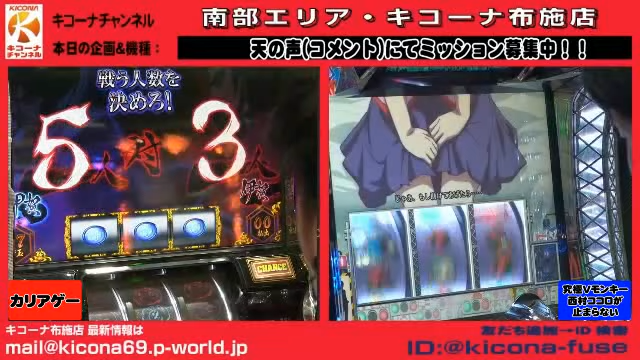 KICONA
キコーナ
チャンネル
キコーナチャンネル
本日の企画&機種：
南部エリア・キコーナ布施店
天の声(コメント)にてミッション募集中！！
戦う人数を
決めろ!
5人対3人
CHANCE
カリアゲー
究極Vモンキー
西村ココロが
止まらない
キコーナ布施店 最新情報は
mail@kicona69.p-world.jp
友だち追加→ID 検索
ID:@kicona-fuse